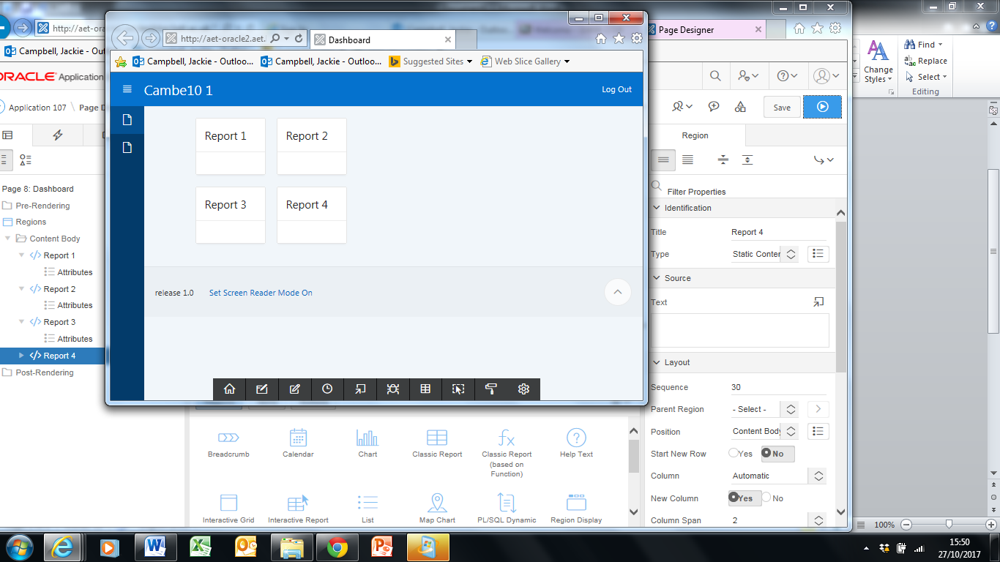 http://aet-ora
http://aet-oracle2.aet.
Dashboard
Page Designer
Campbell, Jackie - Out
Campbell, Jackie - Outloo...
Campbell, Jackie - Outloo...
Suggested Sites
Web Slice Gallery
ORACLE Application
Cambe10 1
Log Out
Application 107 \ Page D
Save
Report 1
Report 2
Report 3
Report 4
release 1.0
Set Screen Reader Mode On
Page 8: Dashboard
Pre-Rendering
Regions
Content Body
Report 1
Attributes
Report 2
Attributes
Report 3
Attributes
Report 4
Post-Rendering
Breadcrumb
Calendar
Chart
Classic Report
Classic Report
(based on
Function)
Help Text
Interactive Grid
Interactive Report
List
Map Chart
PL/SQL Dynamic
Region Display
Region
Filter Properties
Identification
Title Report 4
Type Static Conter
Source
Text
Layout
Sequence 30
Parent Region - Select -
Position Content Body
Start New Row Yes No
Column Automatic
New Column Yes No
Column Span 2
Change
Styles
Find
Replace
Select
Editing
100%
15:50
27/10/2017